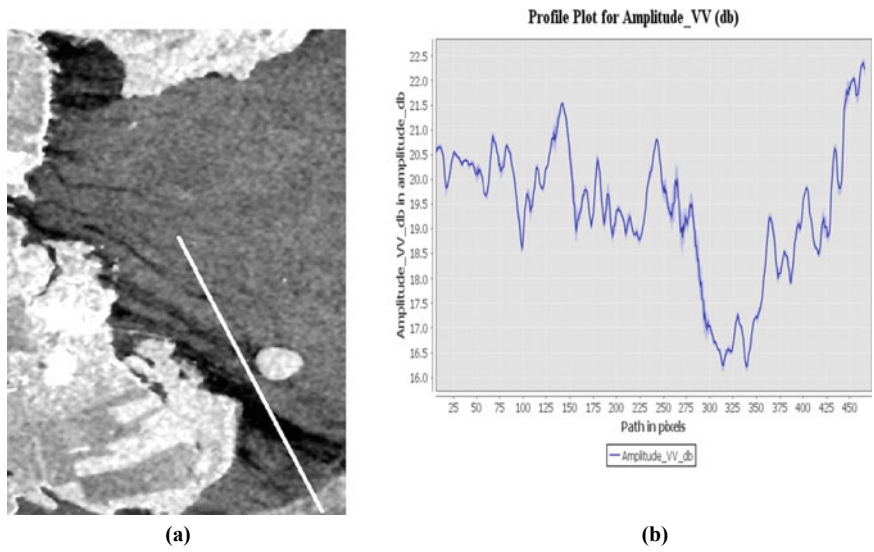 Profile Plot for Amplitude_VV (db)
Amplitude_VV_db in amplitude_db
22.5
22.0
21.5
21.0
20.5
20.0
19.5
19.0
18.5
18.0
17.5
17.0
16.5
16.0
25 50 75 100 125 150 175 200 225 250 275 300 325 350 375 400 425 450
Path in pixels
Amplitude_VV_db
(a) (b)